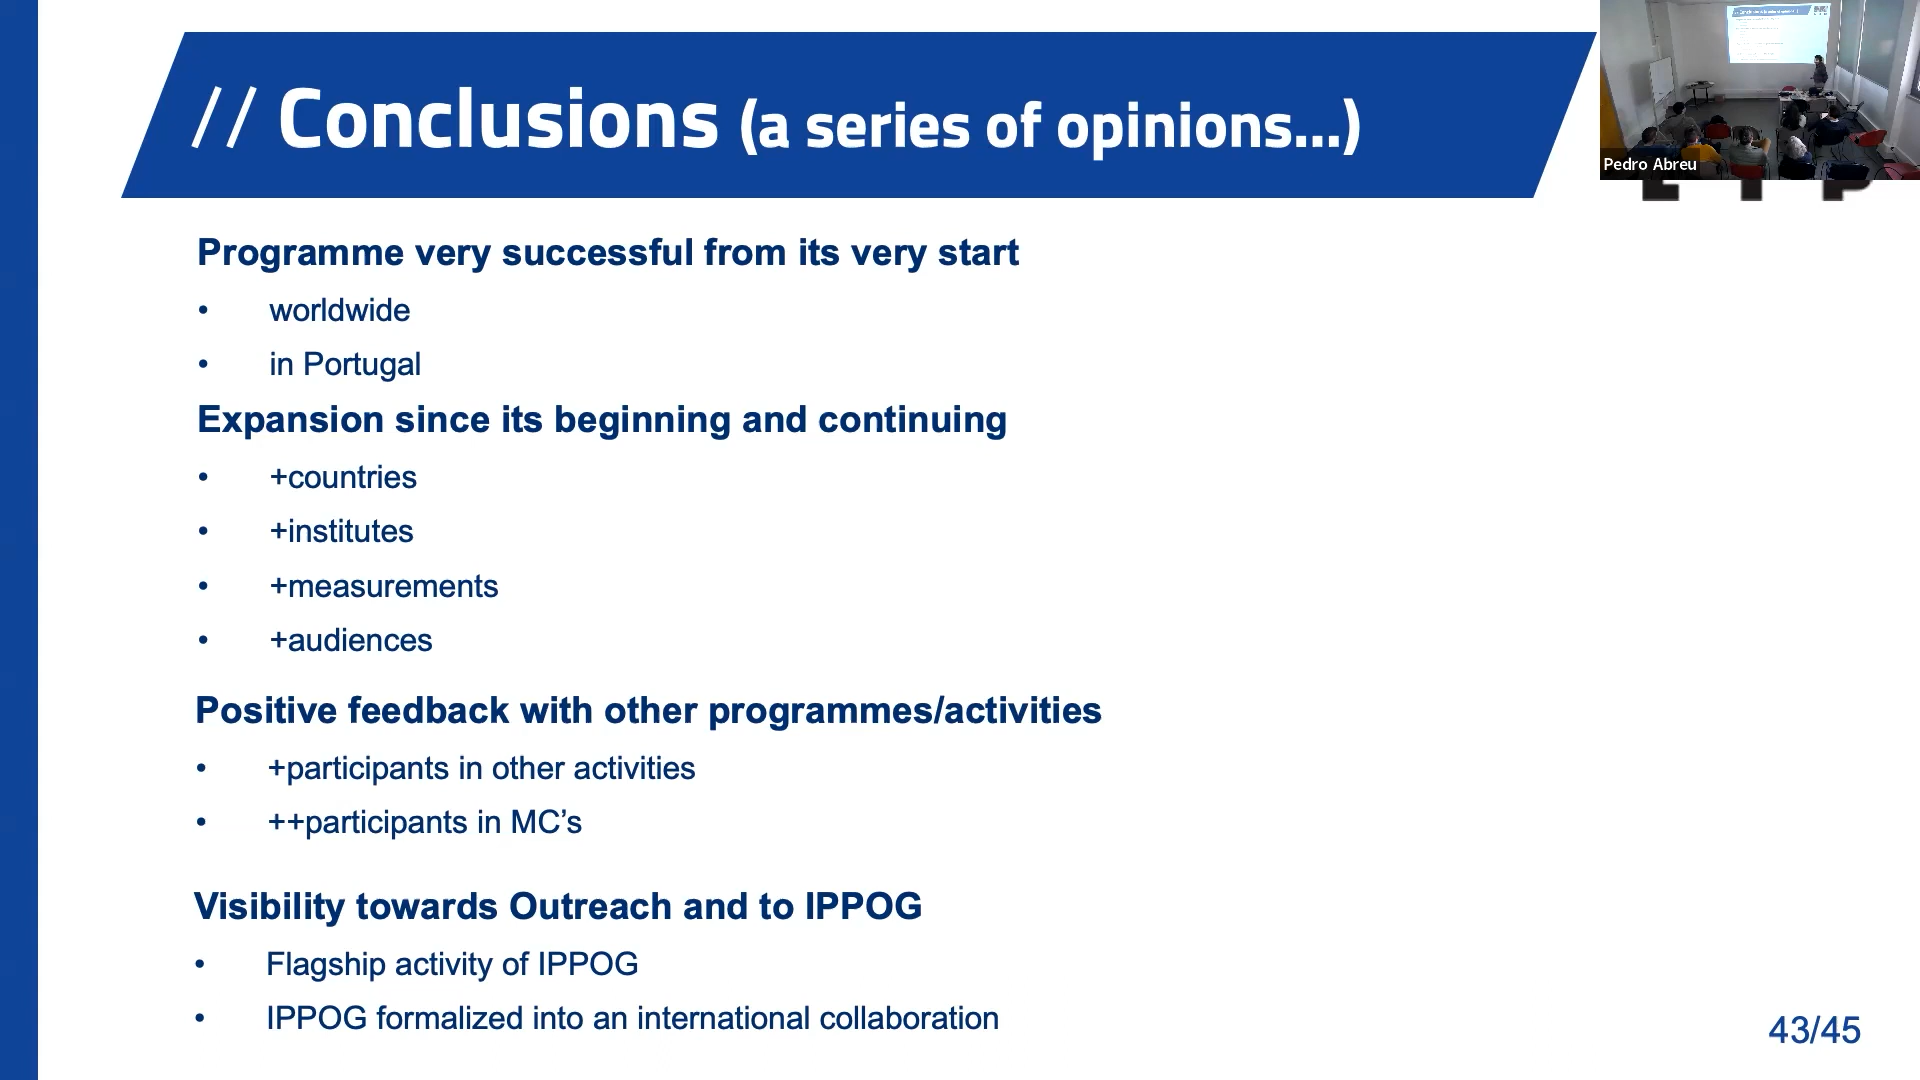 // Conclusions (a series of opinions...)
Pedro Abreu
Programme very successful from its very start
• worldwide
• in Portugal
Expansion since its beginning and continuing
• +countries
• +institutes
• +measurements
• +audiences
Positive feedback with other programmes/activities
• +participants in other activities
• ++participants in MC’s
Visibility towards Outreach and to IPPOG
• Flagship activity of IPPOG
• IPPOG formalized into an international collaboration
43/45